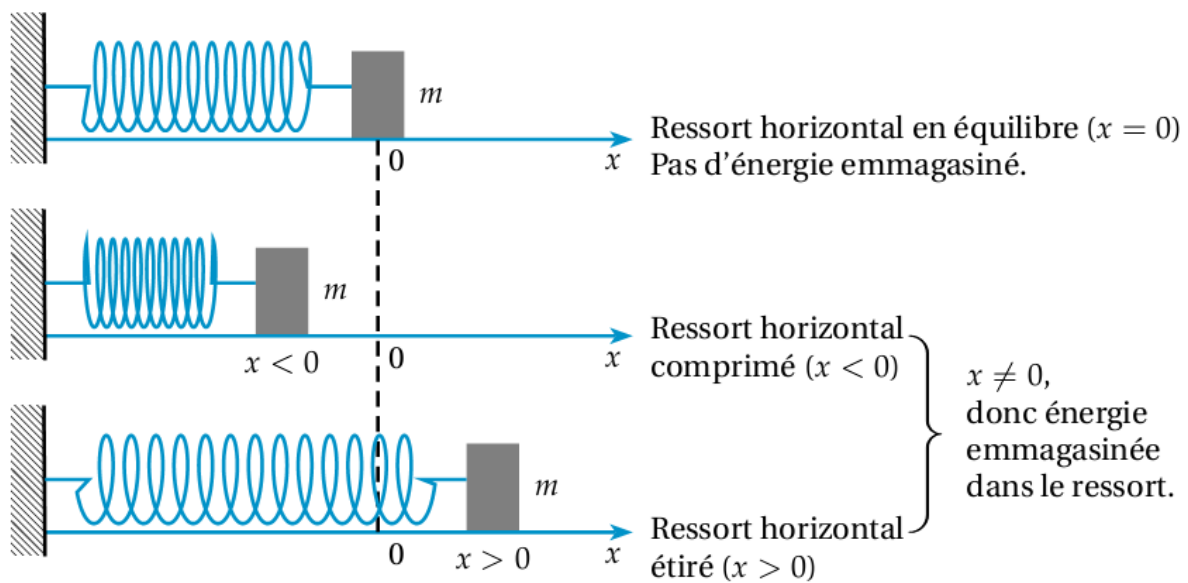 m
0
x
Ressort horizontal en équilibre (x = 0)
Pas d'énergie emmagasiné.
m
x < 0
0
x
Ressort horizontal
comprimé (x < 0)
x ≠ 0,
donc énergie
emmagasinée
dans le ressort.
m
0
x > 0
x
Ressort horizontal
étiré (x > 0)